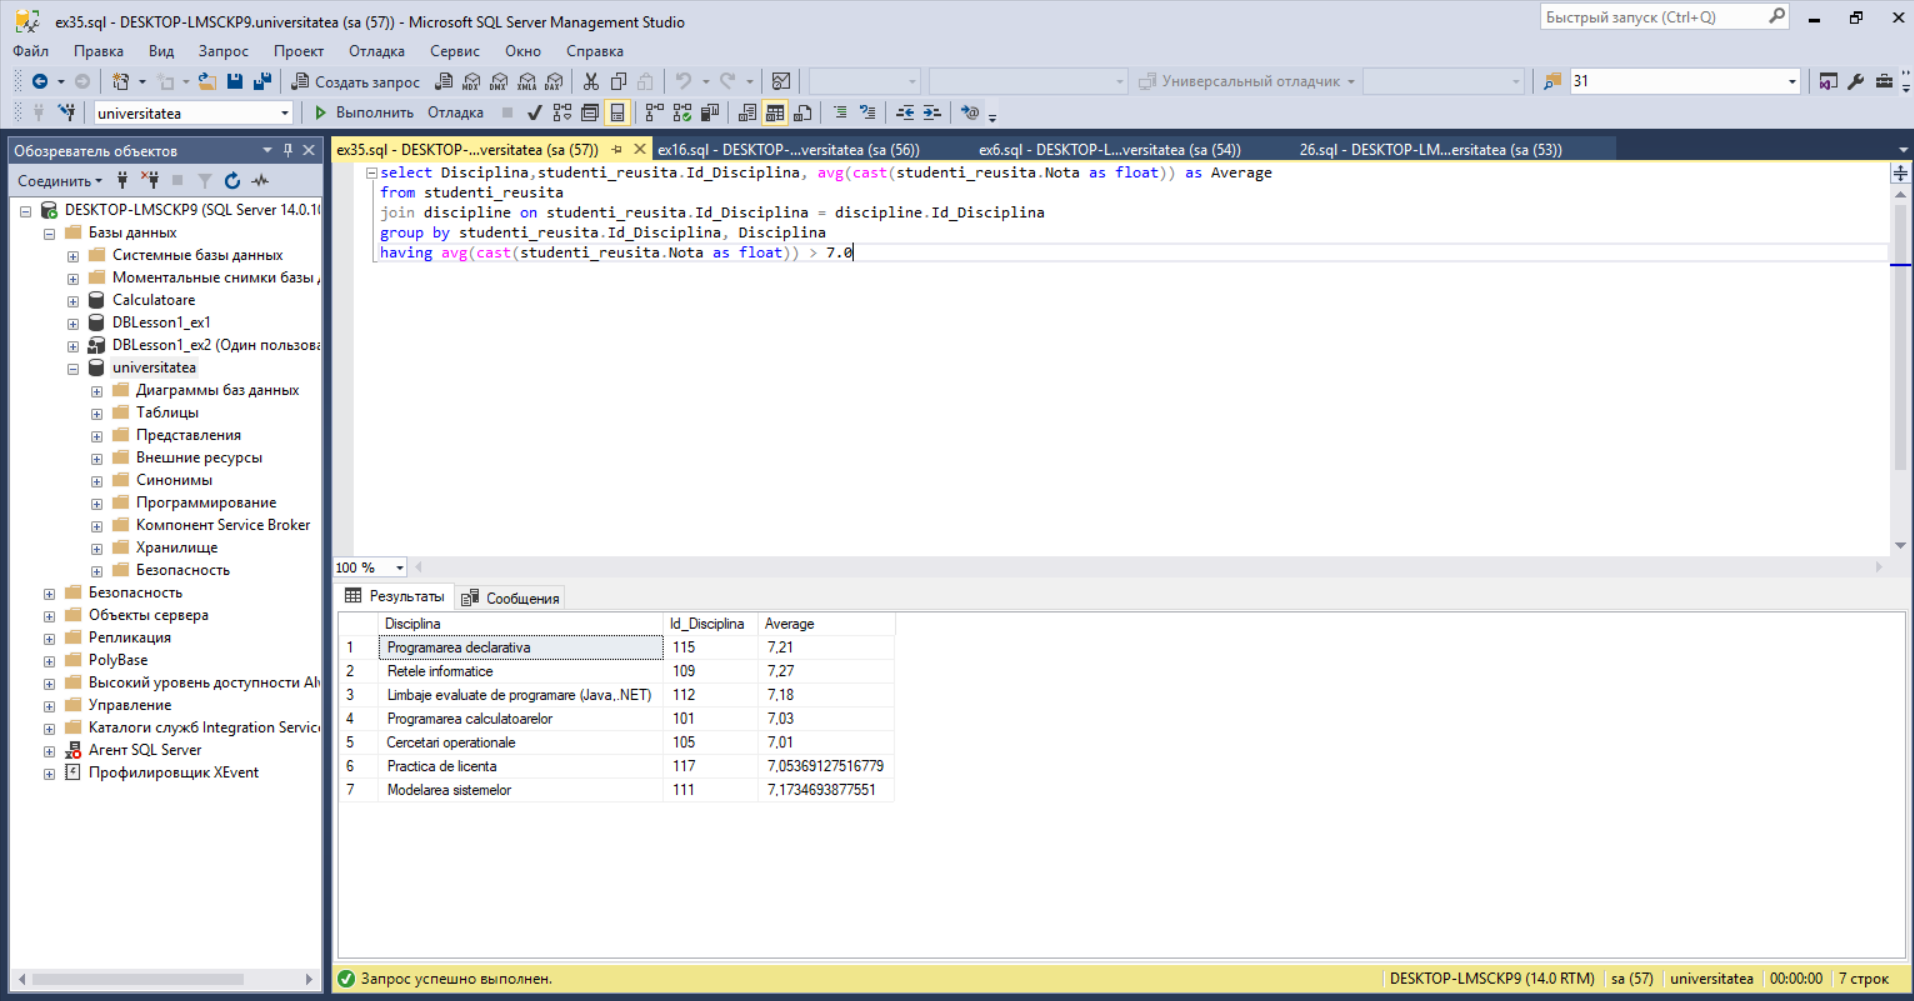 ex35.sql - DESKTOP-LMSCKP9.universitatea (sa (57)) - Microsoft SQL Server Management Studio
Быстрый запуск (Ctrl+Q)
Файл Правка Вид Запрос Проект Отладка Сервис Окно Справка
Создать запрос MDX DMX XMLA DAX Универсальный отладчик 31
universitatea Выполнить Отладка
Обозреватель объектов
Соединить
DESKTOP-LMSCKP9 (SQL Server 14.0.10
Базы данных
Системные базы данных
Моментальные снимки базы
Calculatoare
DBLesson1_ex1
DBLesson1_ex2 (Один пользова
universitatea
Диаграммы баз данных
Таблицы
Представления
Внешние ресурсы
Синонимы
Программирование
Компонент Service Broker
Хранилище
Безопасность
Безопасность
Объекты сервера
Репликация
PolyBase
Высокий уровень доступности Al
Управление
Каталоги служб Integration Servic
Агент SQL Server
Профилировщик XEvent
ex35.sql - DESKTOP-...versitatea (sa (57)) ex16.sql - DESKTOP-...versitatea (sa (56)) ex6.sql - DESKTOP-L...versitatea (sa (54)) 26.sql - DESKTOP-LM...ersitatea (sa (53))
select Disciplina,studenti_reusita.Id_Disciplina, avg(cast(studenti_reusita.Nota as float)) as Average
from studenti_reusita
join discipline on studenti_reusita.Id_Disciplina = discipline.Id_Disciplina
group by studenti_reusita.Id_Disciplina, Disciplina
having avg(cast(studenti_reusita.Nota as float)) > 7.0
100 %
Результаты Сообщения
Disciplina Id_Disciplina Average
1 Programarea declarativa 115 7,21
2 Retele informatice 109 7,27
3 Limbaje evaluate de programare (Java,.NET) 112 7,18
4 Programarea calculatoarelor 101 7,03
5 Cercetari operationale 105 7,01
6 Practica de licenta 117 7,05369127516779
7 Modelarea sistemelor 111 7,1734693877551
Запрос успешно выполнен. DESKTOP-LMSCKP9 (14.0 RTM) sa (57) universitatea 00:00:00 7 строк